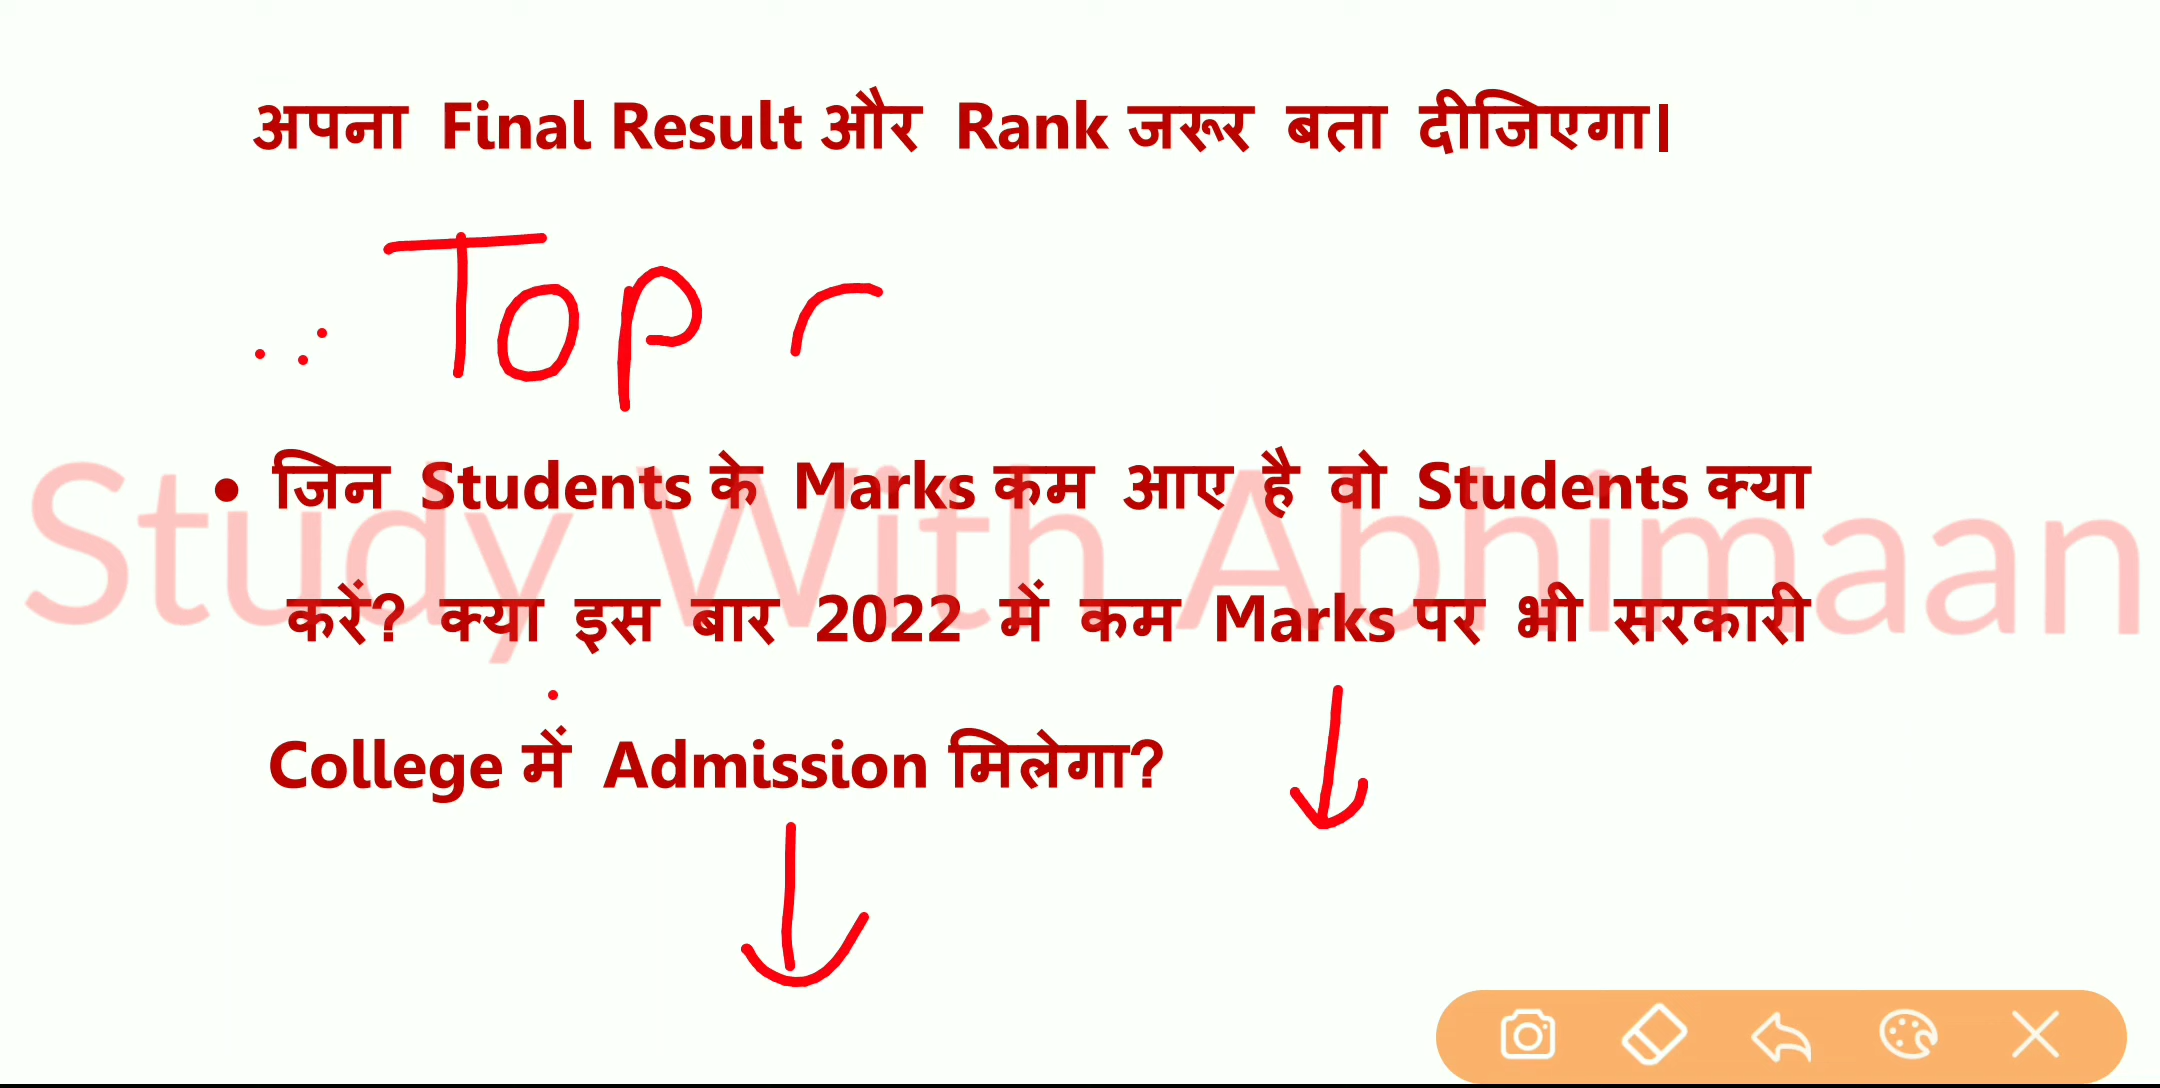 अपना Final Result और Rank जरूर बता दीजिएगा।
Top
• जिन Students के Marks कम आए है वो Students क्या
करें? क्या इस बार 2022 में कम Marks पर भी सरकारी
College में Admission मिलेगा?
Study With Abhimaan